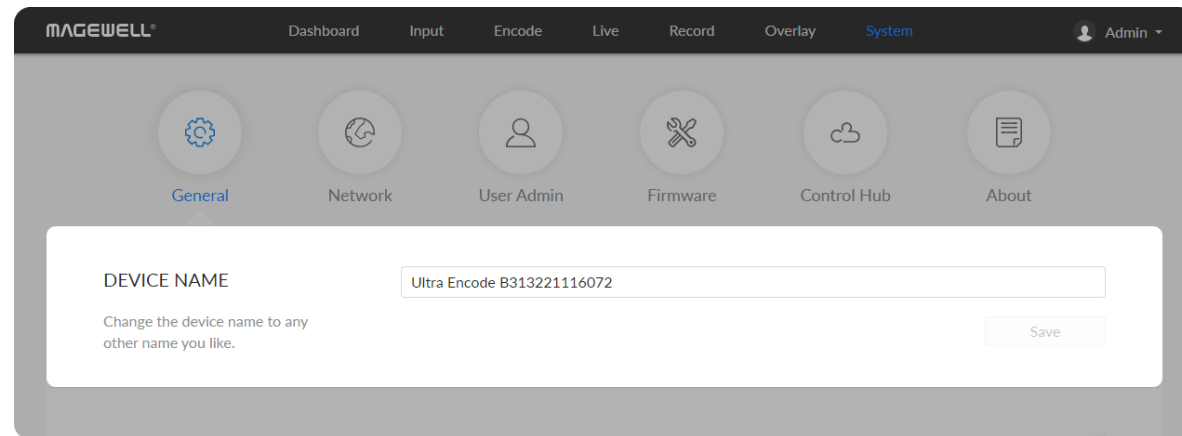 MAGEWELL®
Dashboard Input Encode Live Record Overlay System Admin
General Network User Admin Firmware Control Hub About
DEVICE NAME
Ultra Encode B313221116072
Change the device name to any
other name you like.
Save